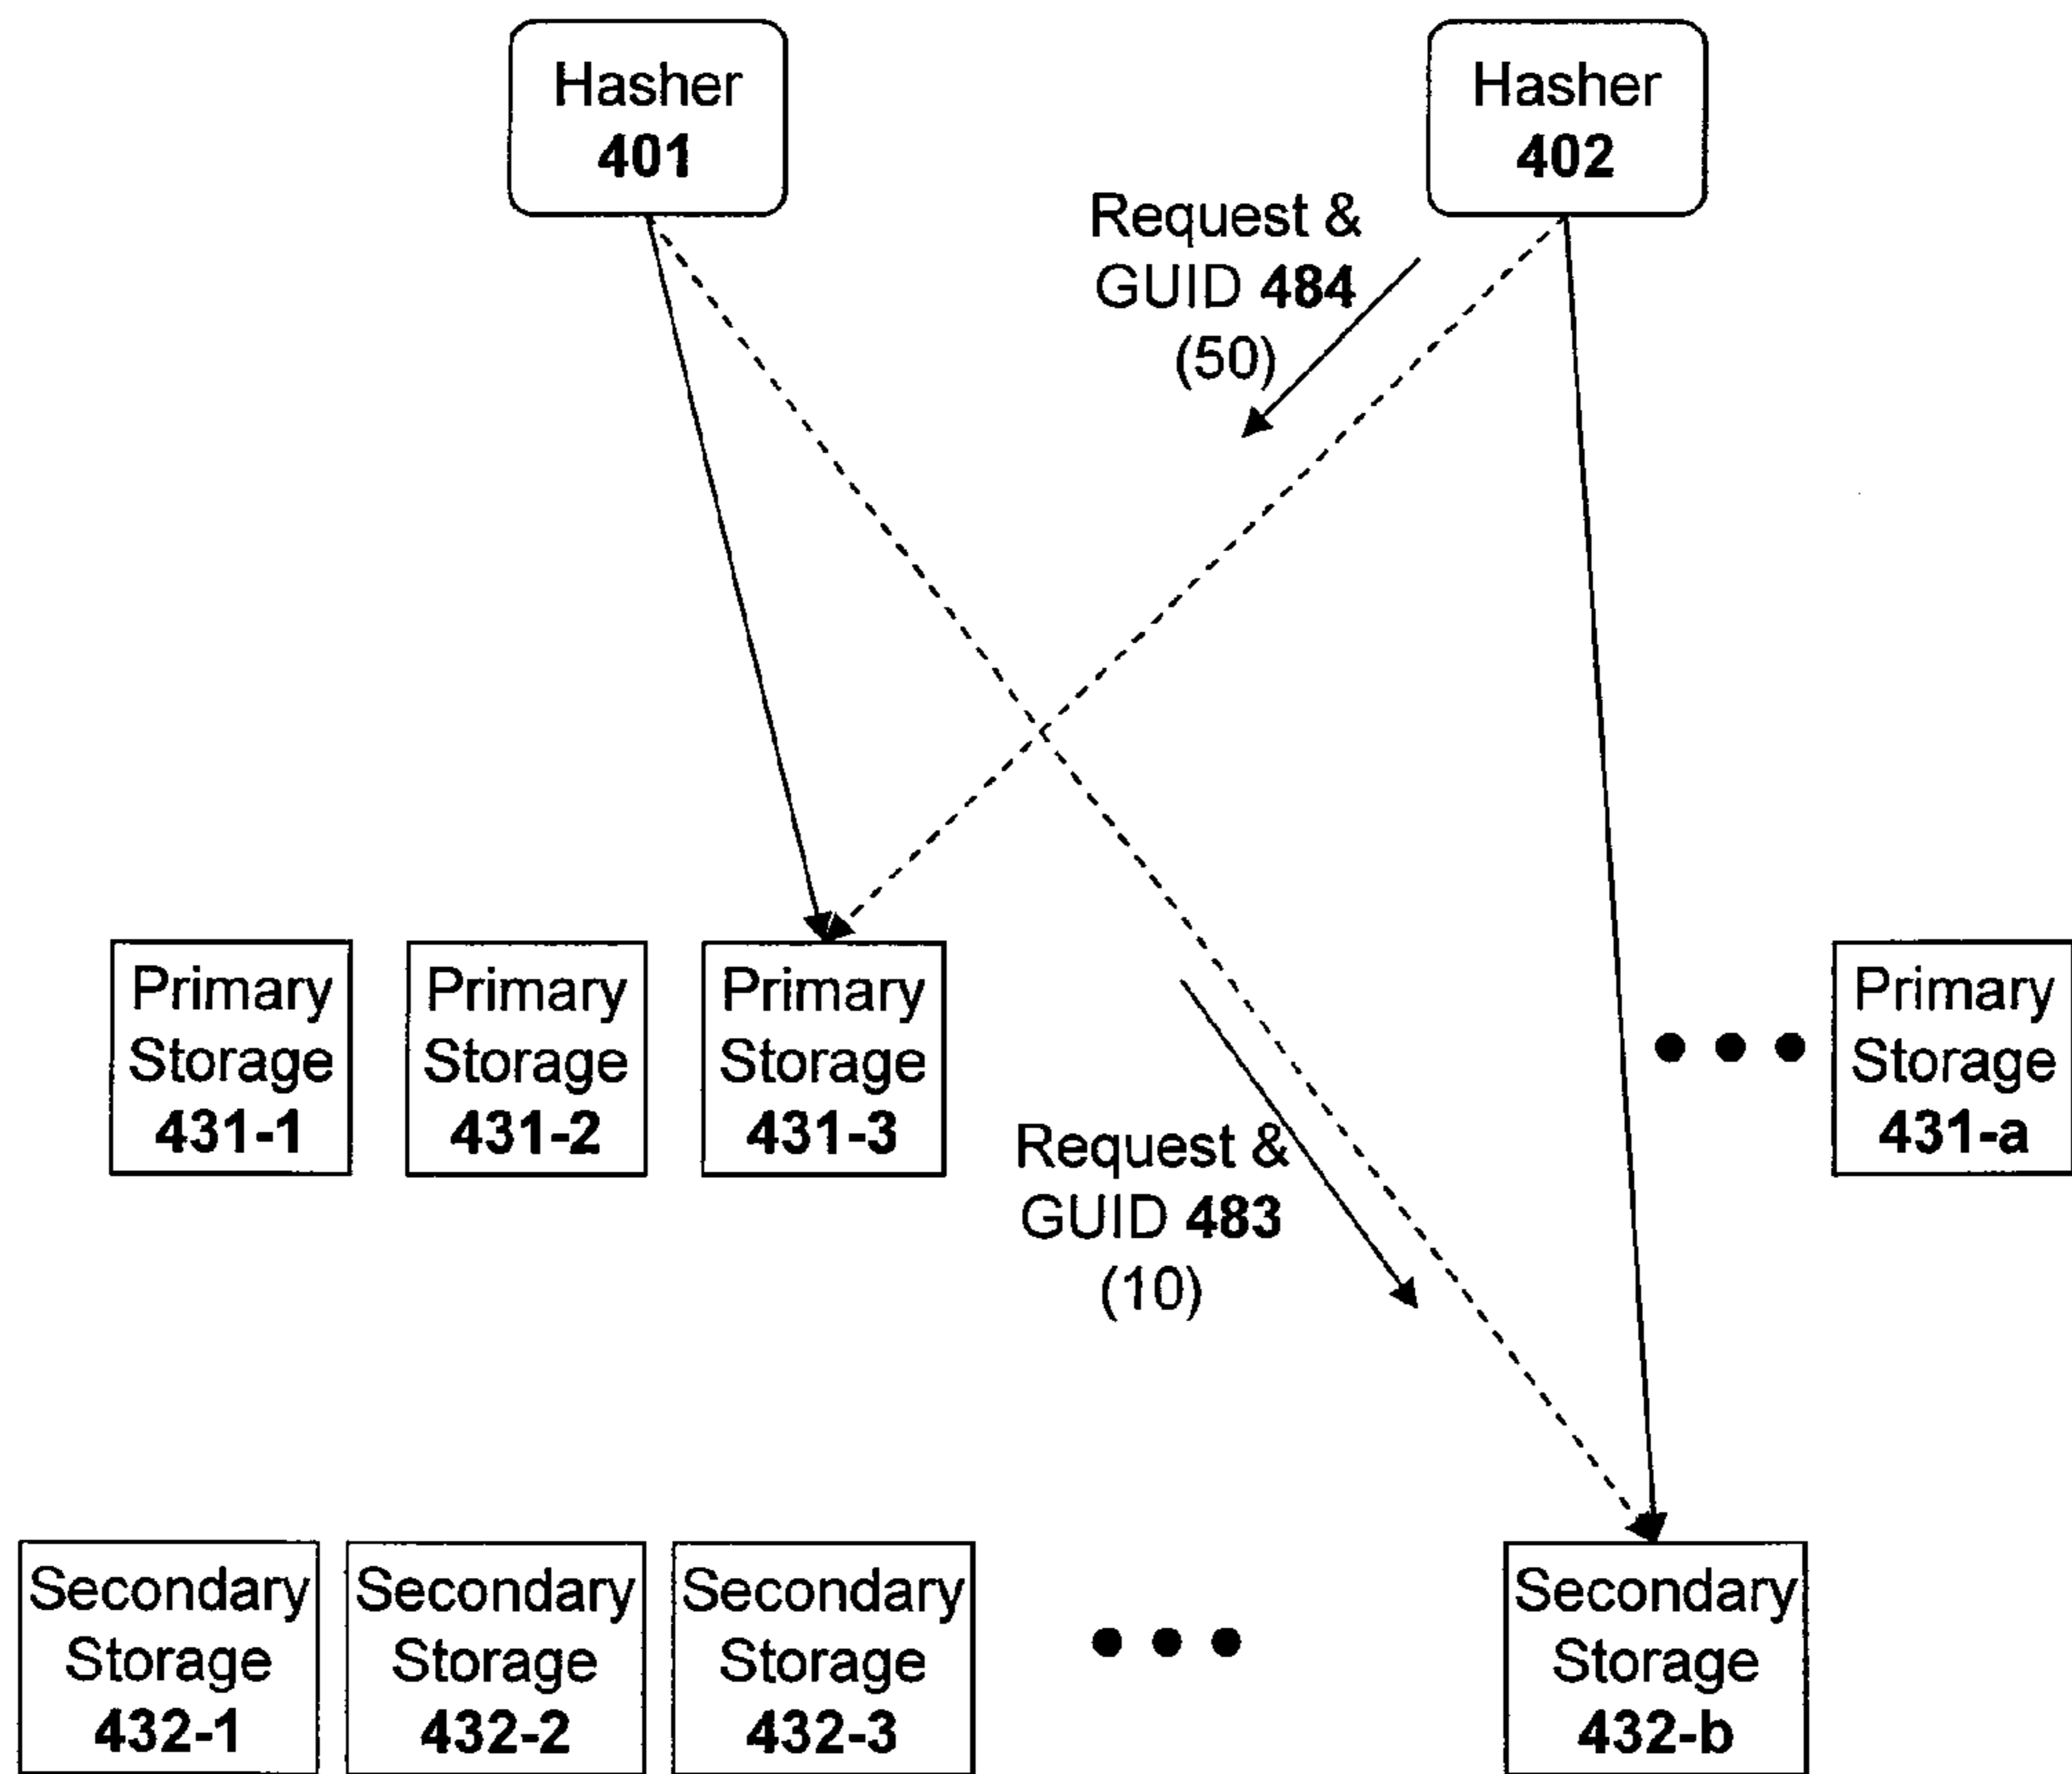 Hasher
401
Hasher
402
Request &
GUID 484
(50)
Primary
Storage
431-1
Primary
Storage
431-2
Primary
Storage
431-3
Primary
Storage
431-a
Request &
GUID 483
(10)
Secondary
Storage
432-1
Secondary
Storage
432-2
Secondary
Storage
432-3
Secondary
Storage
432-b